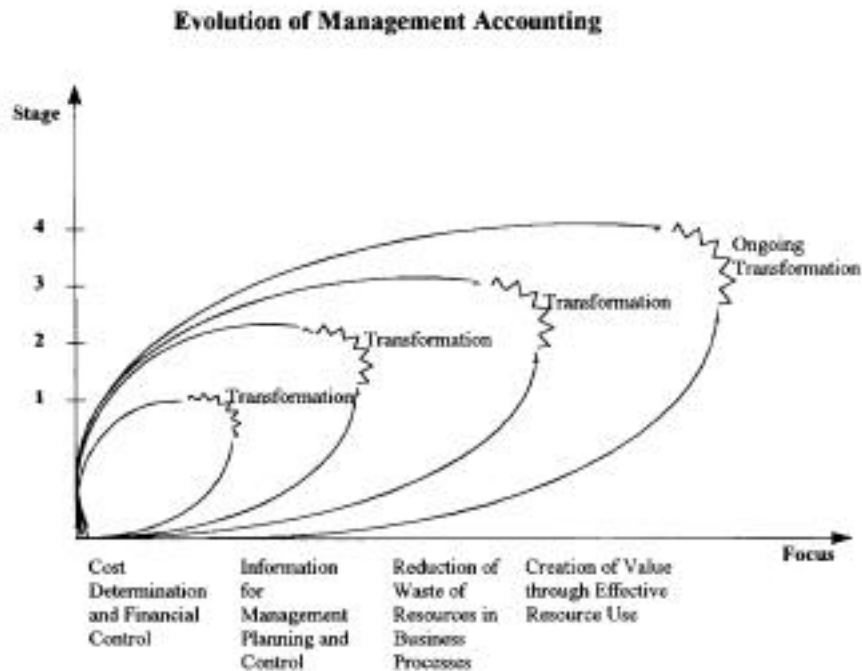 Evolution of Management Accounting
Stage
4
Ongoing
Transformation
3
Transformation
2
Transformation
1
Transformation
Focus
Cost
Determination
and Financial
Control
Information
for
Management
Planning and
Control
Reduction of
Waste of
Resources in
Business
Processes
Creation of Value
through Effective
Resource Use